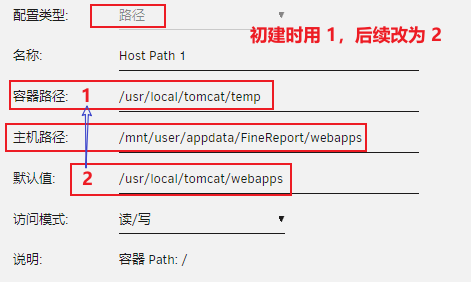 配置类型: 路径
初建时用 1，后续改为 2
名称: Host Path 1
容器路径: 1 /usr/local/tomcat/temp
主机路径: /mnt/user/appdata/FineReport/webapps
默认值: 2 /usr/local/tomcat/webapps
访问模式: 读/写
说明: 容器 Path: /